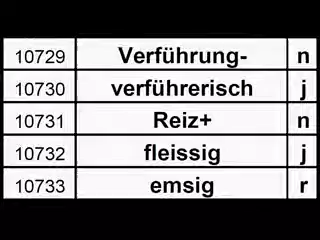 10729 Verführung- n
10730 verführerisch j
10731 Reiz+ n
10732 fleissig j
10733 emsig r